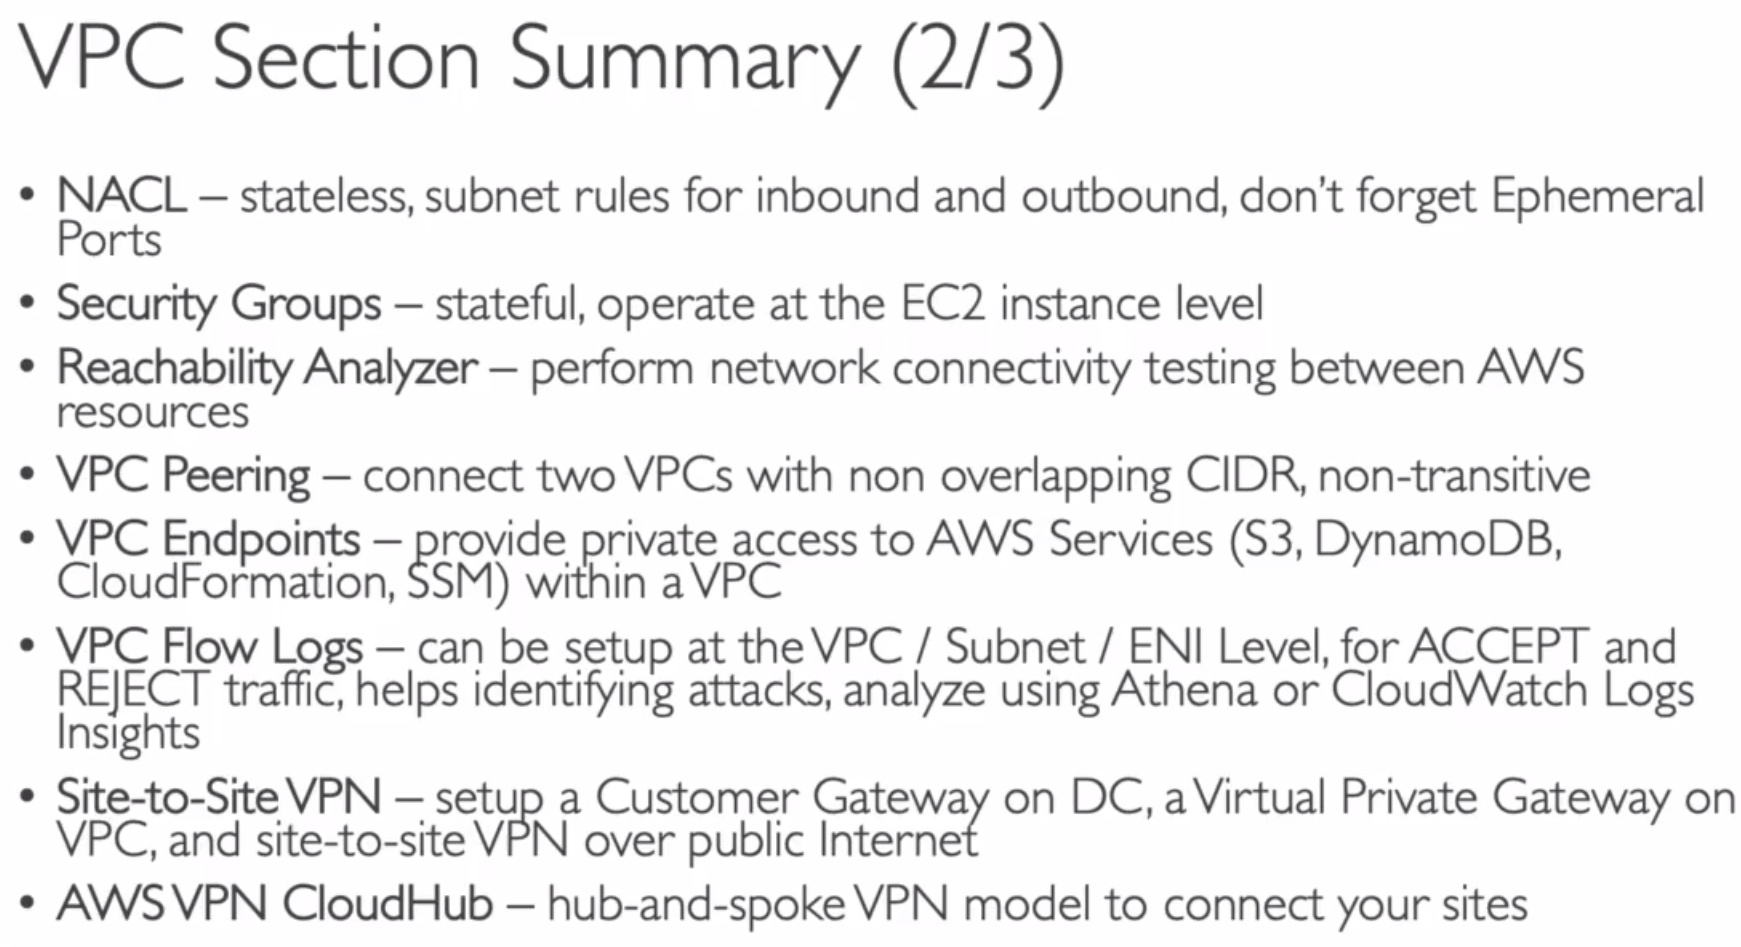 VPC Section Summary (2/3)
• NACL – stateless, subnet rules for inbound and outbound, don't forget Ephemeral
Ports
• Security Groups – stateful, operate at the EC2 instance level
• Reachability Analyzer – perform network connectivity testing between AWS
resources
• VPC Peering – connect two VPCs with non overlapping CIDR, non-transitive
• VPC Endpoints – provide private access to AWS Services (S3, DynamoDB,
CloudFormation, SSM) within a VPC
• VPC Flow Logs – can be setup at the VPC / Subnet / ENI Level, for ACCEPT and
REJECT traffic, helps identifying attacks, analyze using Athena or CloudWatch Logs
Insights
• Site-to-Site VPN – setup a Customer Gateway on DC, a Virtual Private Gateway on
VPC, and site-to-site VPN over public Internet
• AWS VPN CloudHub – hub-and-spoke VPN model to connect your sites